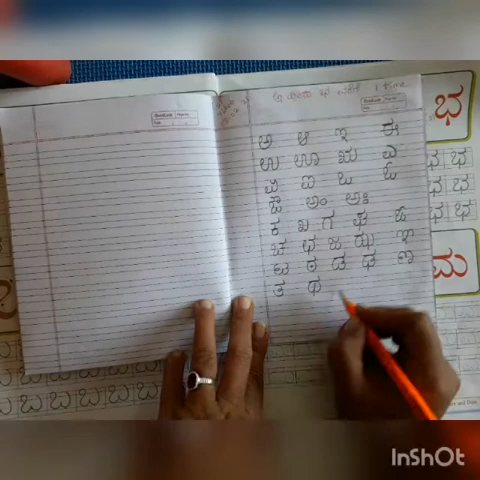 ಅ ಆ ಇ ಈ
ಉ ಊ ಋ ಎ
ಏ ಐ ಒ ಓ
ಔ ಅಂ ಅಃ
ಕ ಖ ಗ ಘ ಙ
ಚ ಛ ಜ ಝ ಞ
ಟ ಠ ಡ ಢ ಣ
ತ ಥ
ಭ
ಭ ಭ
ಭ ಭ
ಭ ಭ
ಮ
ಬ ಬ ಬ ಬ ಬ
InShOt